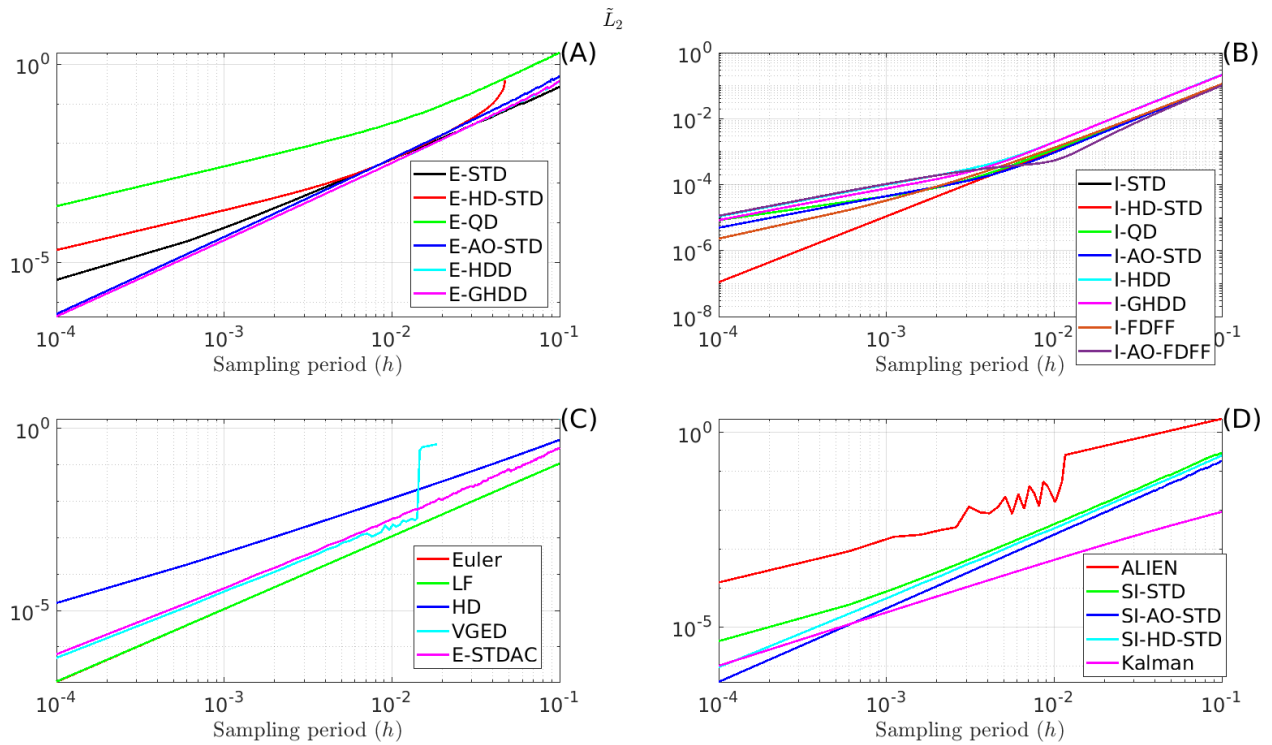 L̃₂
(A)
10⁰
10⁻⁵
E-STD
E-HD-STD
E-QD
E-AO-STD
E-HDD
E-GHDD
10⁻⁴ 10⁻³ 10⁻² 10⁻¹
Sampling period (h)
(B)
10⁰
10⁻²
10⁻⁴
10⁻⁶
10⁻⁸
I-STD
I-HD-STD
I-QD
I-AO-STD
I-HDD
I-GHDD
I-FDFF
I-AO-FDFF
10⁻⁴ 10⁻³ 10⁻² 10⁻¹
Sampling period (h)
(C)
10⁰
10⁻⁵
Euler
LF
HD
VGED
E-STDAC
10⁻⁴ 10⁻³ 10⁻² 10⁻¹
Sampling period (h)
(D)
10⁰
10⁻⁵
ALIEN
SI-STD
SI-AO-STD
SI-HD-STD
Kalman
10⁻⁴ 10⁻³ 10⁻² 10⁻¹
Sampling period (h)